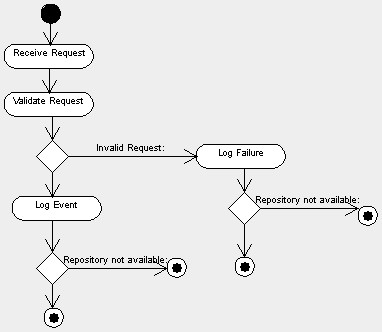 Receive Request
Validate Request
Invalid Request:
Log Failure
Repository not available:
Log Event
Repository not available: